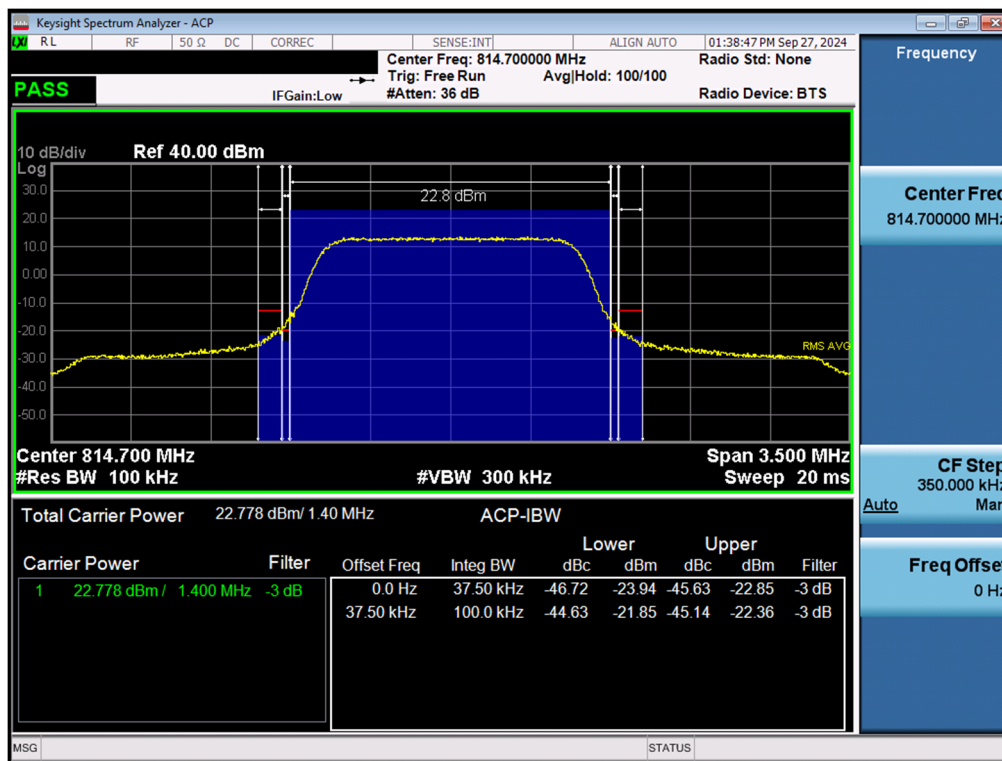 Keysight Spectrum Analyzer - ACP
LXI RL RF 50 Ω DC CORREC SENSE:INT ALIGN AUTO 01:38:47 PM Sep 27, 2024
Center Freq: 814.700000 MHz Radio Std: None
Trig: Free Run Avg|Hold: 100/100
PASS IFGain:Low #Atten: 36 dB Radio Device: BTS
Frequency
10 dB/div Ref 40.00 dBm
Log
30.0
20.0
10.0
0.00
-10.0
-20.0
-30.0
-40.0
-50.0
22.8 dBm
RMS AVG
Center 814.700 MHz Span 3.500 MHz
#Res BW 100 kHz #VBW 300 kHz Sweep 20 ms
Center Freq
814.700000 MHz
CF Step
350.000 kHz
Auto Man
Freq Offset
0 Hz
Total Carrier Power 22.778 dBm/ 1.40 MHz ACP-IBW
Lower Upper
Carrier Power Filter Offset Freq Integ BW dBc dBm dBc dBm Filter
1 22.778 dBm / 1.400 MHz -3 dB 0.0 Hz 37.50 kHz -46.72 -23.94 -45.63 -22.85 -3 dB
37.50 kHz 100.0 kHz -44.63 -21.85 -45.14 -22.36 -3 dB
MSG STATUS